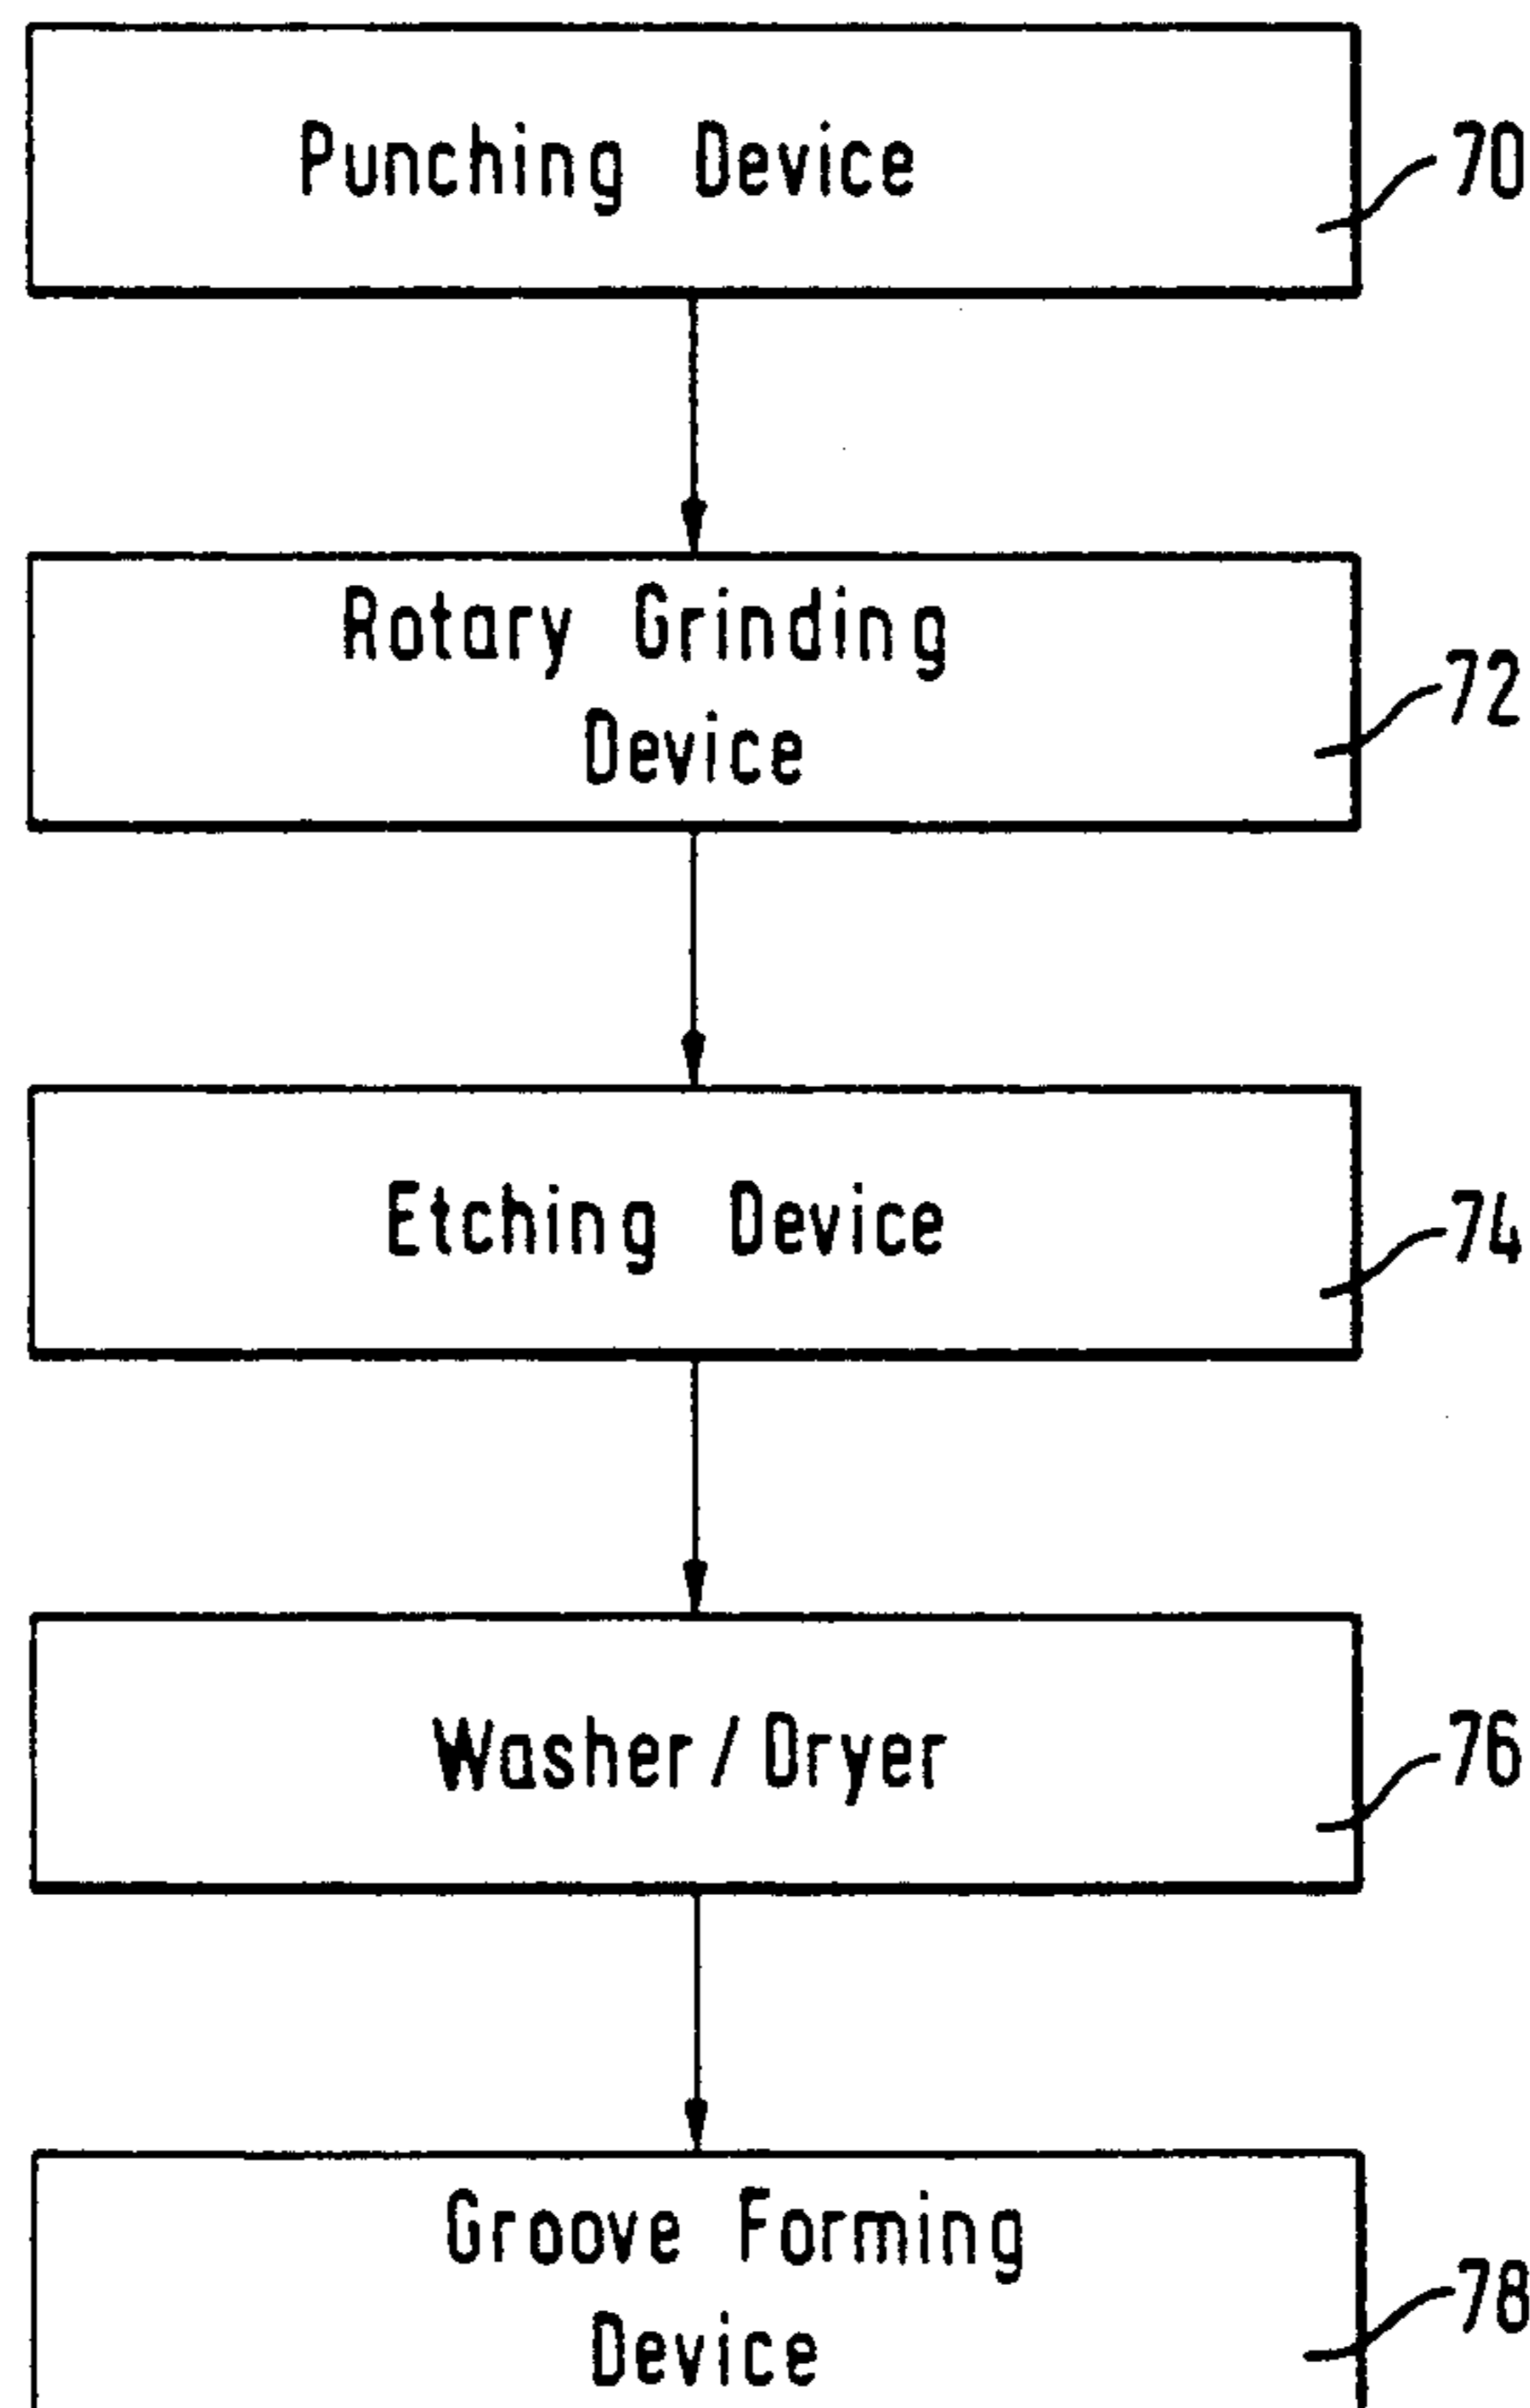 Punching Device
70
Rotary Grinding
Device
72
Etching Device
74
Washer/Dryer
76
Groove Forming
Device
78